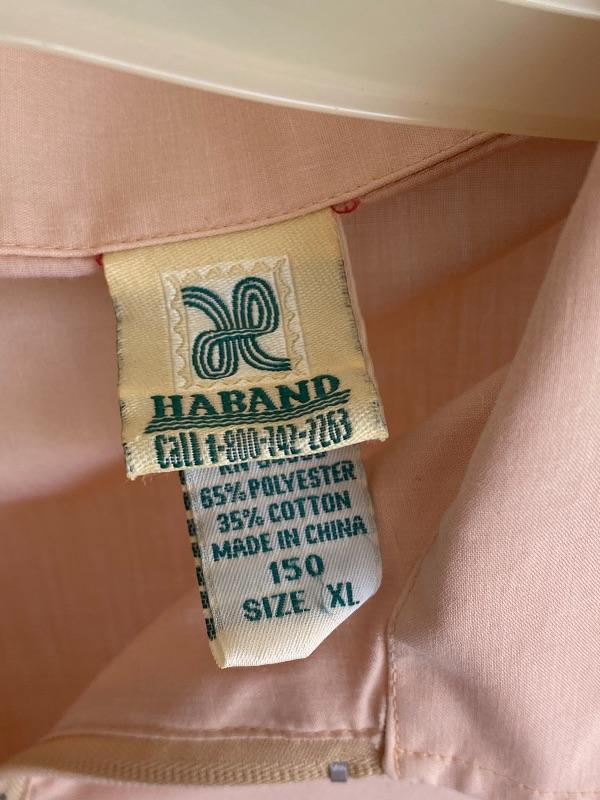 HABAND
Call 1-800-742-2263
65% POLYESTER
35% COTTON
MADE IN CHINA
150
SIZE XL